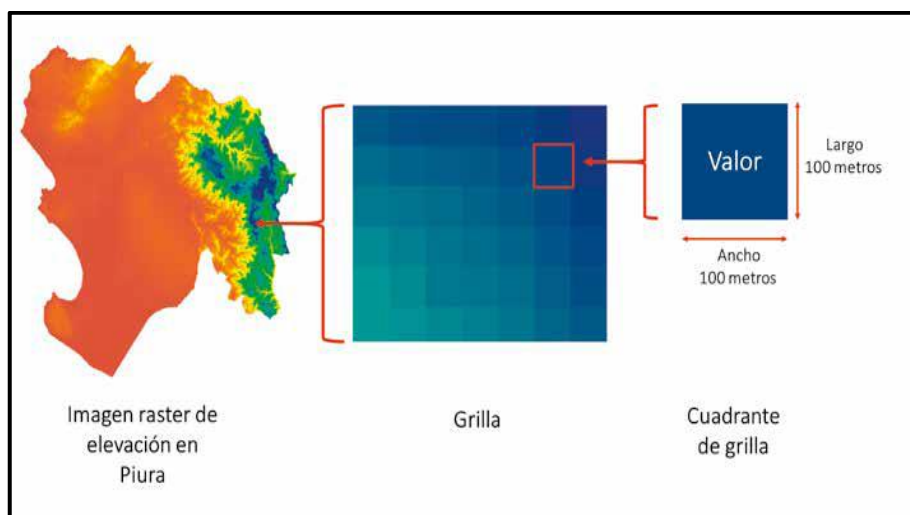 Valor
Largo
100 metros
Ancho
100 metros
Imagen raster de
elevación en
Piura
Grilla
Cuadrante
de grilla